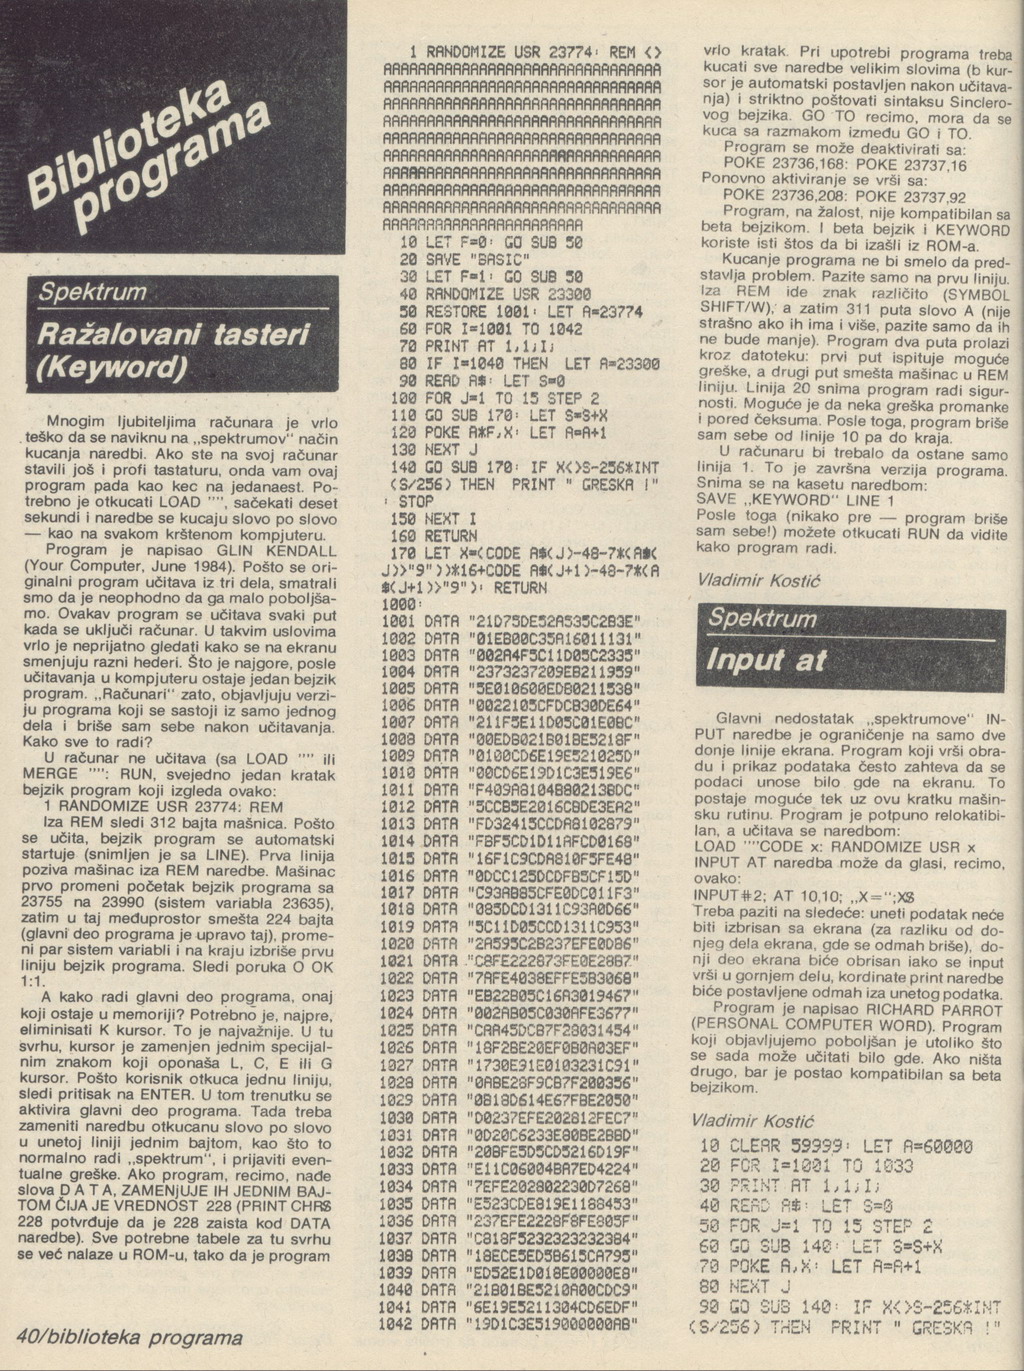 Biblioteka
programa
Spektrum
Ražalovani tasteri
(Keyword)
Mnogim ljubiteljima računara je vrlo
teško da se naviknu na „spektrumov" način
kucanja naredbi. Ako ste na svoj računar
stavili još i profi tastaturu, onda vam ovaj
program pada kao kec na jedanaest. Po-
trebno je otkucati LOAD "", sačekati deset
sekundi i naredbe se kucaju slovo po slovo
— kao na svakom krštenom kompjuteru.
Program je napisao GLIN KENDALL
(Your Computer, June 1984). Pošto se ori-
ginalni program učitava iz tri dela, smatrali
smo da je neophodno da ga malo poboljša-
mo. Ovakav program se učitava svaki put
kada se uključi računar. U takvim uslovima
vrlo je neprijatno gledati kako se na ekranu
smenjuju razni hederi. Što je najgore, posle
učitavanja u kompjuteru ostaje jedan bejzik
program. „Računari" zato, objavljuju verzi-
ju programa koji se sastoji iz samo jednog
dela i briše sam sebe nakon učitavanja.
Kako sve to radi?
U računar ne učitava (sa LOAD "" ili
MERGE "": RUN, svejedno jedan kratak
bejzik program koji izgleda ovako:
1 RANDOMIZE USR 23774: REM
Iza REM sledi 312 bajta mašnica. Pošto
se učita, bejzik program se automatski
startuje (snimljen je sa LINE). Prva linija
poziva mašinac iza REM naredbe. Mašinac
prvo promeni početak bejzik programa sa
23755 na 23990 (sistem variabla 23635),
zatim u taj međuprostor smešta 224 bajta
(glavni deo programa je upravo taj), prome-
ni par sistem variabli i na kraju izbriše prvu
liniju bejzik programa. Sledi poruka O OK
1:1.
A kako radi glavni deo programa, onaj
koji ostaje u memoriji? Potrebno je, najpre,
eliminisati K kursor. To je najvažnije. U tu
svrhu, kursor je zamenjen jednim specijal-
nim znakom koji oponaša L, C, E ili G
kursor. Pošto korisnik otkuca jednu liniju,
sledi pritisak na ENTER. U tom trenutku se
aktivira glavni deo programa. Tada treba
zameniti naredbu otkucanu slovo po slovo
u unetoj liniji jednim bajtom, kao što to
normalno radi „spektrum", i prijaviti even-
tualne greške. Ako program, recimo, nađe
slova D A T A, ZAMENjUJE IH JEDNIM BAJ-
TOM ČIJA JE VREDNOST 228 (PRINT CHR$
228 potvrđuje da je 228 zaista kod DATA
naredbe). Sve potrebne tabele za tu svrhu
se već nalaze u ROM-u, tako da je program
40/biblioteka programa
1 RANDOMIZE USR 23774: REM <>
AAAAAAAAAAAAAAAAAAAAAAAAAAAAAAAA
AAAAAAAAAAAAAAAAAAAAAAAAAAAAAAAA
AAAAAAAAAAAAAAAAAAAAAAAAAAAAAAAA
AAAAAAAAAAAAAAAAAAAAAAAAAAAAAAAA
AAAAAAAAAAAAAAAAAAAAAAAAAAAAAAAA
AAAAAAAAAAAAAAAAAAAAAAAAAAAAAAAA
AAAAAAAAAAAAAAAAAAAAAAAAAAAAAAAA
AAAAAAAAAAAAAAAAAAAAAAAAAAAAAAAA
AAAAAAAAAAAAAAAAAAAAAAAAAAAAAAAA
AAAAAAAAAAAAAAAAAAAAAAA
10 LET F=0: GO SUB 50
20 SAVE "BASIC"
30 LET F=1: GO SUB 50
40 RANDOMIZE USR 23300
50 RESTORE 1001: LET A=23774
60 FOR I=1001 TO 1042
70 PRINT AT 1,1;I;
80 IF I=1040 THEN LET A=23300
90 READ A$: LET S=0
100 FOR J=1 TO 15 STEP 2
110 GO SUB 170: LET S=S+X
120 POKE A*F,X: LET A=A+1
130 NEXT J
140 GO SUB 170: IF X<>S-256*INT
(S/256) THEN PRINT " GRESKA !"
: STOP
150 NEXT I
160 RETURN
170 LET X=(CODE A$(J)-48-7*(A$(
J)>"9"))*16+CODE A$(J+1)-48-7*(A
$(J+1)>"9"): RETURN
1000:
1001 DATA "21D75DE52A535C2B3E"
1002 DATA "01EB00C35A16011131"
1003 DATA "002A4F5C11D05C2335"
1004 DATA "2373237209EB211959"
1005 DATA "5E010600EDB0211538"
1006 DATA "0022105CFDCB30DE64"
1007 DATA "211F5E11D05C01E0BC"
1008 DATA "00EDB021B01BE5218F"
1009 DATA "0100CD6E19E521025D"
1010 DATA "00CD6E19D1C3E519E6"
1011 DATA "F409A8104B80213BDC"
1012 DATA "5CCB5E2016CBDE3EA2"
1013 DATA "FD32415CCDA8102879"
1014 DATA "FBF5CD1D11AFCD0168"
1015 DATA "16F1C9CDA810F5FE48"
1016 DATA "0DCC125DCDFB5CF15D"
1017 DATA "C93AB85CFE0DC011F3"
1018 DATA "085DCD1311C93A0D66"
1019 DATA "5C11D05CCD1311C953"
1020 DATA "2A595C2B237EFE0D86"
1021 DATA "C8FE222873FE0E28B7"
1022 DATA "7AFE4038EFFE5B3068"
1023 DATA "EB22B05C16A3019467"
1024 DATA "002AB05C030AFE3677"
1025 DATA "CAA45DCB7F28031454"
1026 DATA "18F2BE20EF0B0A03EF"
1027 DATA "1730E91E0103231C91"
1028 DATA "0ABE28F9CB7F200356"
1029 DATA "0B18D614E67FBE2050"
1030 DATA "D0237EFE202812FEC7"
1031 DATA "0D20C6233E80BE2BBD"
1032 DATA "20BFE5D5CD5216D19F"
1033 DATA "E11C06004BA7ED4224"
1034 DATA "7EFE202802230D7268"
1035 DATA "E523CDE819E1188453"
1036 DATA "237EFE2228F8FE805F"
1037 DATA "C818F5232323232384"
1038 DATA "18ECE5ED5B615CA795"
1039 DATA "ED52E1D018E00000E8"
1040 DATA "21B01BE5210A00CDC9"
1041 DATA "6E19E5211304CD6EDF"
1042 DATA "19D1C3E519000000AB"
vrlo kratak. Pri upotrebi programa treba
kucati sve naredbe velikim slovima (b kur-
sor je automatski postavljen nakon učitava-
nja) i striktno poštovati sintaksu Sinclero-
vog bejzika. GO TO recimo, mora da se
kuca sa razmakom između GO i TO.
Program se može deaktivirati sa:
POKE 23736,168: POKE 23737,16
Ponovno aktiviranje se vrši sa:
POKE 23736,208: POKE 23737,92
Program, na žalost, nije kompatibilan sa
beta bejzikom. I beta bejzik i KEYWORD
koriste isti štos da bi izašli iz ROM-a.
Kucanje programa ne bi smelo da pred-
stavlja problem. Pazite samo na prvu liniju.
Iza REM ide znak različito (SYMBOL
SHIFT/W), a zatim 311 puta slovo A (nije
strašno ako ih ima i više, pazite samo da ih
ne bude manje). Program dva puta prolazi
kroz datoteku: prvi put ispituje moguće
greške, a drugi put smešta mašinac u REM
liniju. Linija 20 snima program radi sigur-
nosti. Moguće je da neka greška promanke
i pored čeksuma. Posle toga, program briše
sam sebe od linije 10 pa do kraja.
U računaru bi trebalo da ostane samo
linija 1. To je završna verzija programa.
Snima se na kasetu naredbom:
SAVE „KEYWORD" LINE 1
Posle toga (nikako pre — program briše
sam sebe!) možete otkucati RUN da vidite
kako program radi.
Vladimir Kostić
Spektrum
Input at
Glavni nedostatak „spektrumove" IN-
PUT naredbe je ograničenje na samo dve
donje linije ekrana. Program koji vrši obra-
du i prikaz podataka često zahteva da se
podaci unose bilo gde na ekranu. To
postaje moguće tek uz ovu kratku mašin-
sku rutinu. Program je potpuno relokatibi-
lan, a učitava se naredbom:
LOAD ""CODE x: RANDOMIZE USR x
INPUT AT naredba može da glasi, recimo,
ovako:
INPUT#2; AT 10,10; „X=";X$
Treba paziti na sledeće: uneti podatak neće
biti izbrisan sa ekrana (za razliku od do-
njeg dela ekrana, gde se odmah briše), do-
nji deo ekrana biće obrisan iako se input
vrši u gornjem delu, kordinate print naredbe
biće postavljene odmah iza unetog podatka.
Program je napisao RICHARD PARROT
(PERSONAL COMPUTER WORD). Program
koji objavljujemo poboljšan je utoliko što
se sada može učitati bilo gde. Ako ništa
drugo, bar je postao kompatibilan sa beta
bejzikom.
Vladimir Kostić
10 CLEAR 59999: LET A=60000
20 FOR I=1001 TO 1033
30 PRINT AT 1,1;I;
40 READ A$: LET S=0
50 FOR J=1 TO 15 STEP 2
60 GO SUB 140: LET S=S+X
70 POKE A,X: LET A=A+1
80 NEXT J
90 GO SUB 140: IF X<>S-256*INT
(S/256) THEN PRINT " GRESKA !"